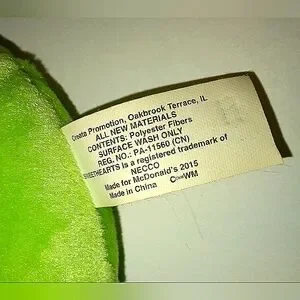 Creata Promotion, Oakbrook Terrace, IL
ALL NEW MATERIALS
CONTENTS: Polyester Fibers
SURFACE WASH ONLY
REG. NO.: PA-11560 (CN)
SWEETHEARTS is a registered trademark of
NECCO
Made for McDonald's 2015
Made in China